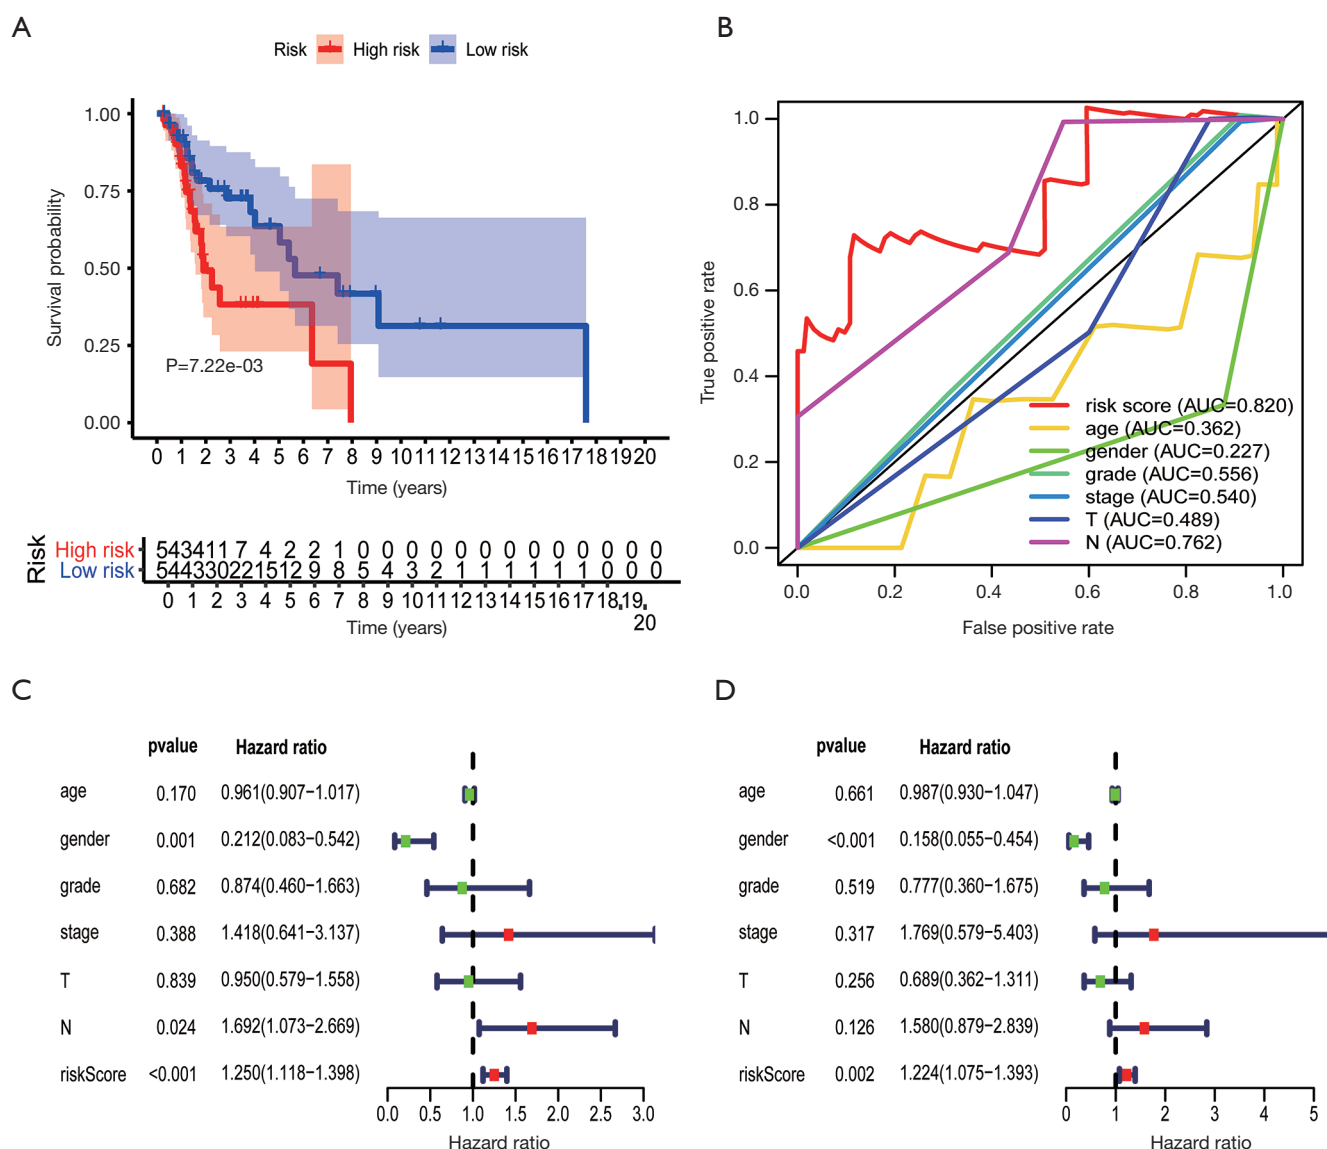 A
Risk High risk Low risk
Survival probability
1.00
0.75
0.50
0.25
0.00
P=7.22e-03
0 1 2 3 4 5 6 7 8 9 10 11 12 13 14 15 16 17 18 19 20
Time (years)
Risk
High risk 54 34 11 7 4 2 2 1 0 0 0 0 0 0 0 0 0 0 0 0 0
Low risk 54 43 30 22 15 12 9 8 5 4 3 2 1 1 1 1 1 1 0 0 0
0 1 2 3 4 5 6 7 8 9 10 11 12 13 14 15 16 17 18 19 20
Time (years)
B
True positive rate
1.0
0.8
0.6
0.4
0.2
0.0
risk score (AUC=0.820)
age (AUC=0.362)
gender (AUC=0.227)
grade (AUC=0.556)
stage (AUC=0.540)
T (AUC=0.489)
N (AUC=0.762)
0.0 0.2 0.4 0.6 0.8 1.0
False positive rate
C
pvalue Hazard ratio
age 0.170 0.961(0.907−1.017)
gender 0.001 0.212(0.083−0.542)
grade 0.682 0.874(0.460−1.663)
stage 0.388 1.418(0.641−3.137)
T 0.839 0.950(0.579−1.558)
N 0.024 1.692(1.073−2.669)
riskScore <0.001 1.250(1.118−1.398)
0.0 0.5 1.0 1.5 2.0 2.5 3.0
Hazard ratio
D
pvalue Hazard ratio
age 0.661 0.987(0.930−1.047)
gender <0.001 0.158(0.055−0.454)
grade 0.519 0.777(0.360−1.675)
stage 0.317 1.769(0.579−5.403)
T 0.256 0.689(0.362−1.311)
N 0.126 1.580(0.879−2.839)
riskScore 0.002 1.224(1.075−1.393)
0 1 2 3 4 5
Hazard ratio